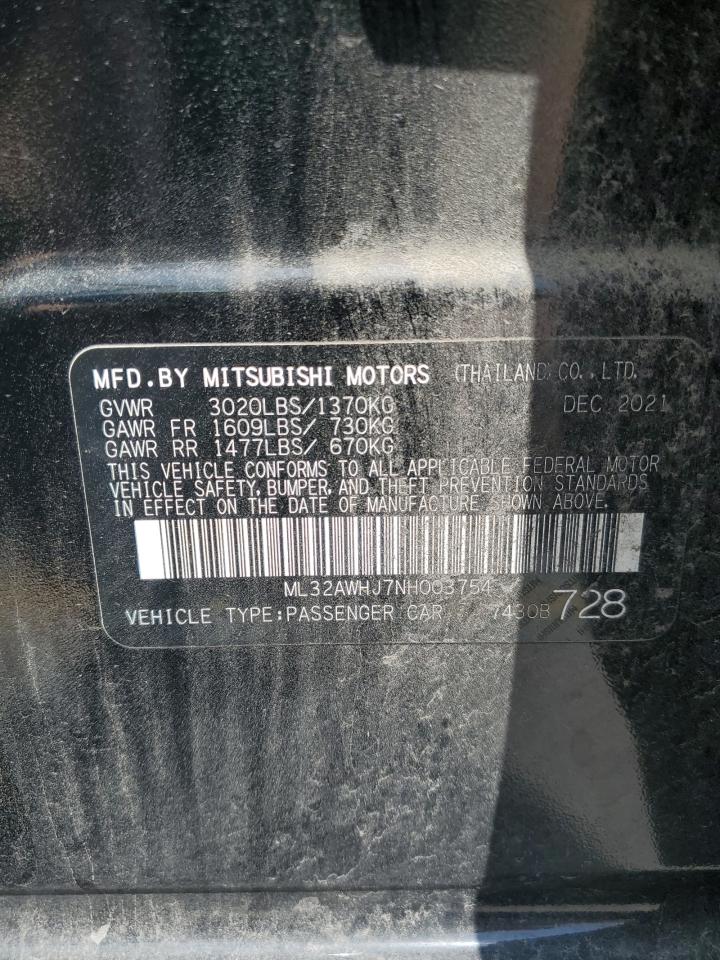 MFD.BY MITSUBISHI MOTORS (THAILAND) CO.,LTD.
GVWR 3020LBS/1370KG DEC 2021
GAWR FR 1609LBS/ 730KG
GAWR RR 1477LBS/ 670KG
THIS VEHICLE CONFORMS TO ALL APPLICABLE FEDERAL MOTOR
VEHICLE SAFETY, BUMPER, AND THEFT PREVENTION STANDARDS
IN EFFECT ON THE DATE OF MANUFACTURE SHOWN ABOVE.
ML32AWHJ7NH003754
VEHICLE TYPE:PASSENGER CAR 7430B 728